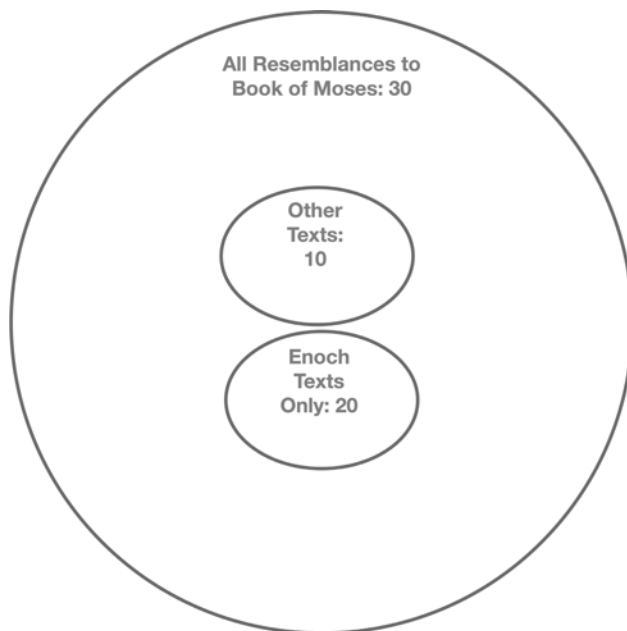 All Resemblances to
Book of Moses: 30
Other
Texts:
10
Enoch
Texts
Only: 20